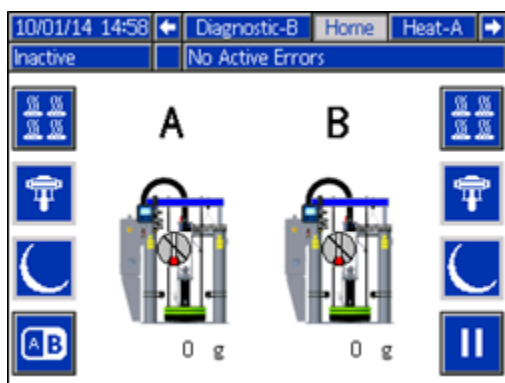 10/01/14 14:58 Diagnostic-B Home Heat-A
Inactive No Active Errors
A B
A B
0 g 0 g